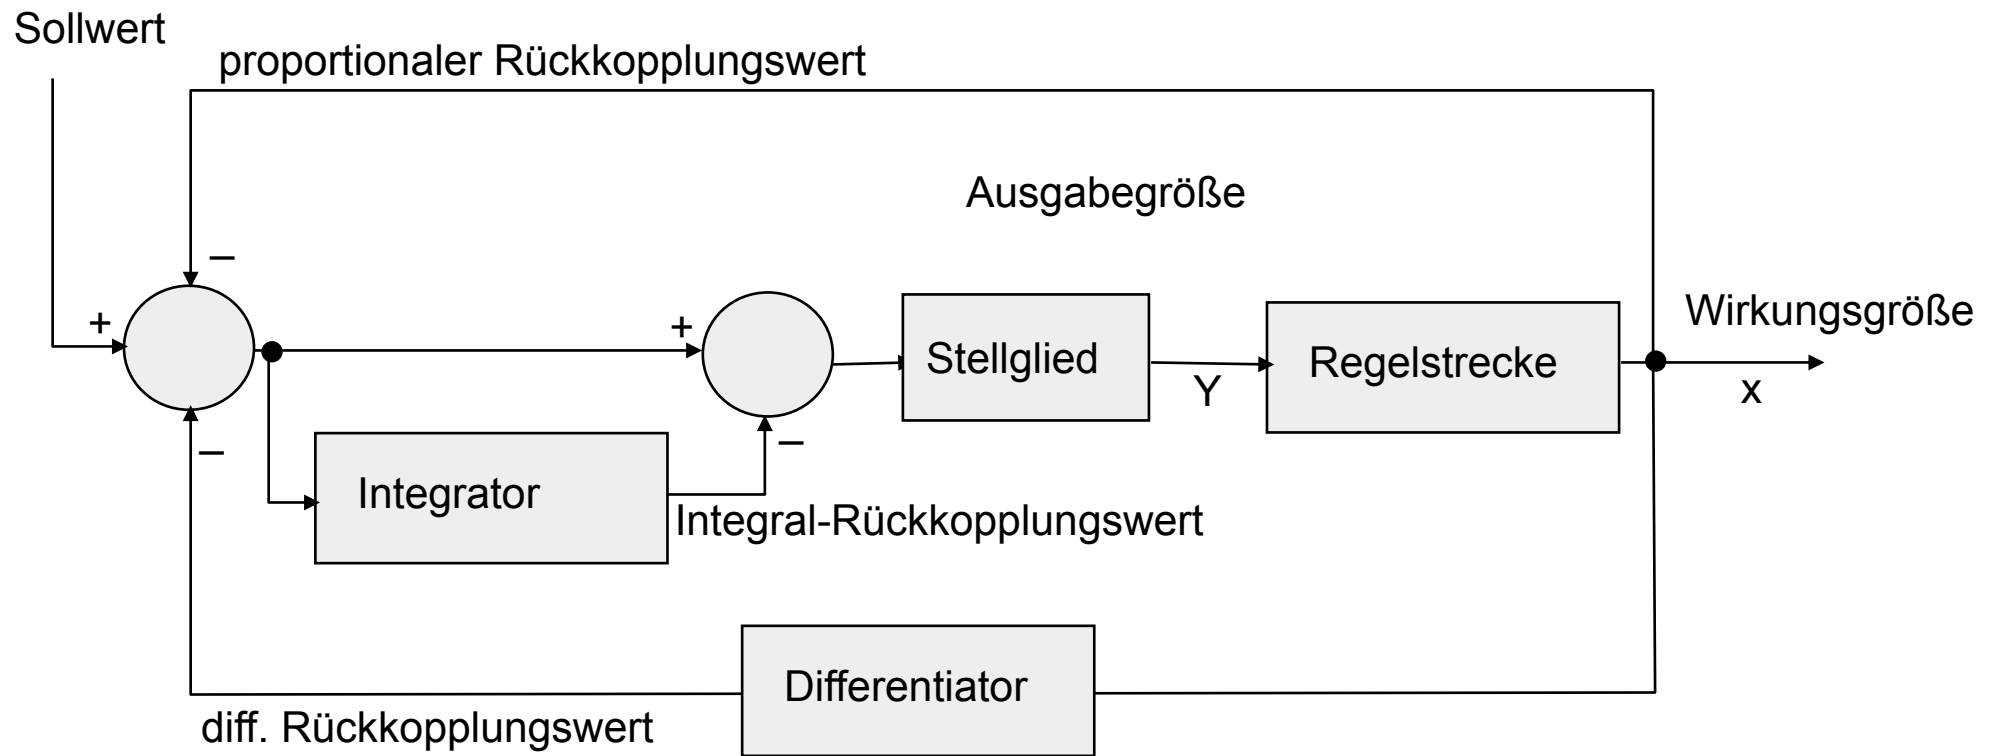 Sollwert
proportionaler Rückkopplungswert
Ausgabegröße
–
Wirkungsgröße
+
+
Stellglied
Regelstrecke
Y
x
–
–
Integrator
Integral-Rückkopplungswert
Differentiator
diff. Rückkopplungswert